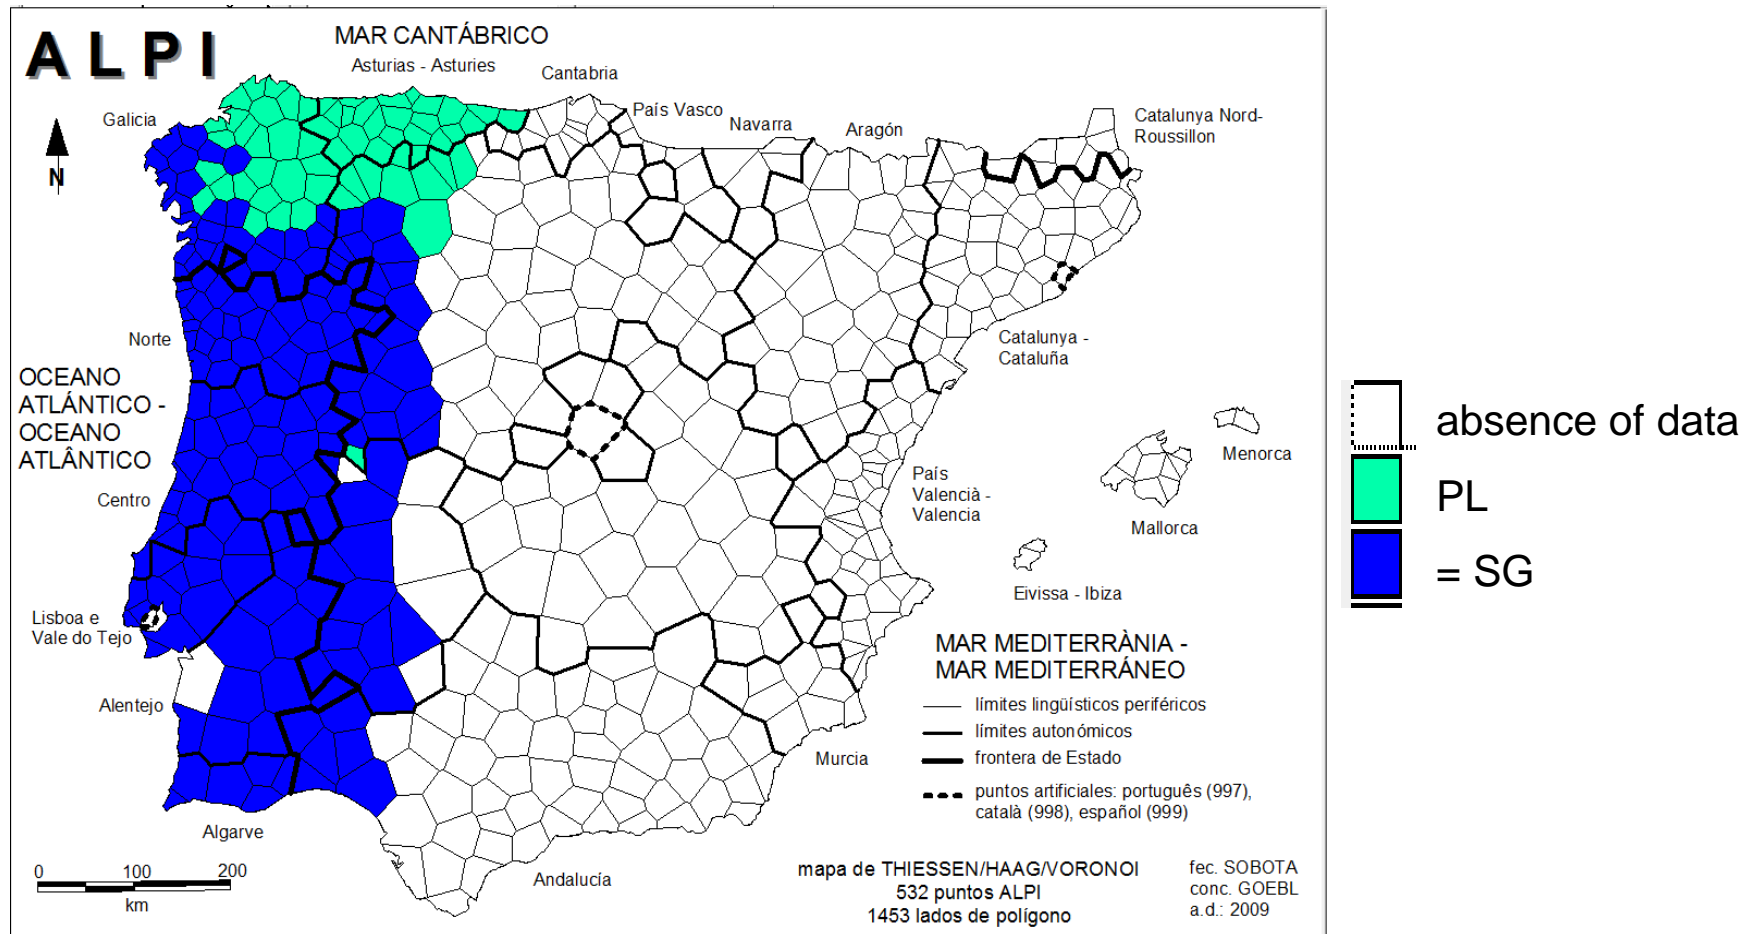 A L P I
MAR CANTÁBRICO
Asturias - Asturies
Cantabria
País Vasco
Navarra
Aragón
Catalunya Nord-
Roussillon
Galicia
N
Norte
OCEANO
ATLÁNTICO -
OCEANO
ATLÂNTICO
Centro
Lisboa e
Vale do Tejo
Alentejo
Algarve
Andalucía
Murcia
Catalunya -
Cataluña
País
Valencià -
Valencia
Menorca
Mallorca
Eivissa - Ibiza
MAR MEDITERRÀNIA -
MAR MEDITERRÁNEO
límites lingüísticos periféricos
límites autonómicos
frontera de Estado
puntos artificiales: português (997),
català (998), español (999)
0 100 200
km
mapa de THIESSEN/HAAG/VORONOI
532 puntos ALPI
1453 lados de polígono
fec. SOBOTA
conc. GOEBL
a.d.: 2009
absence of data
PL
= SG